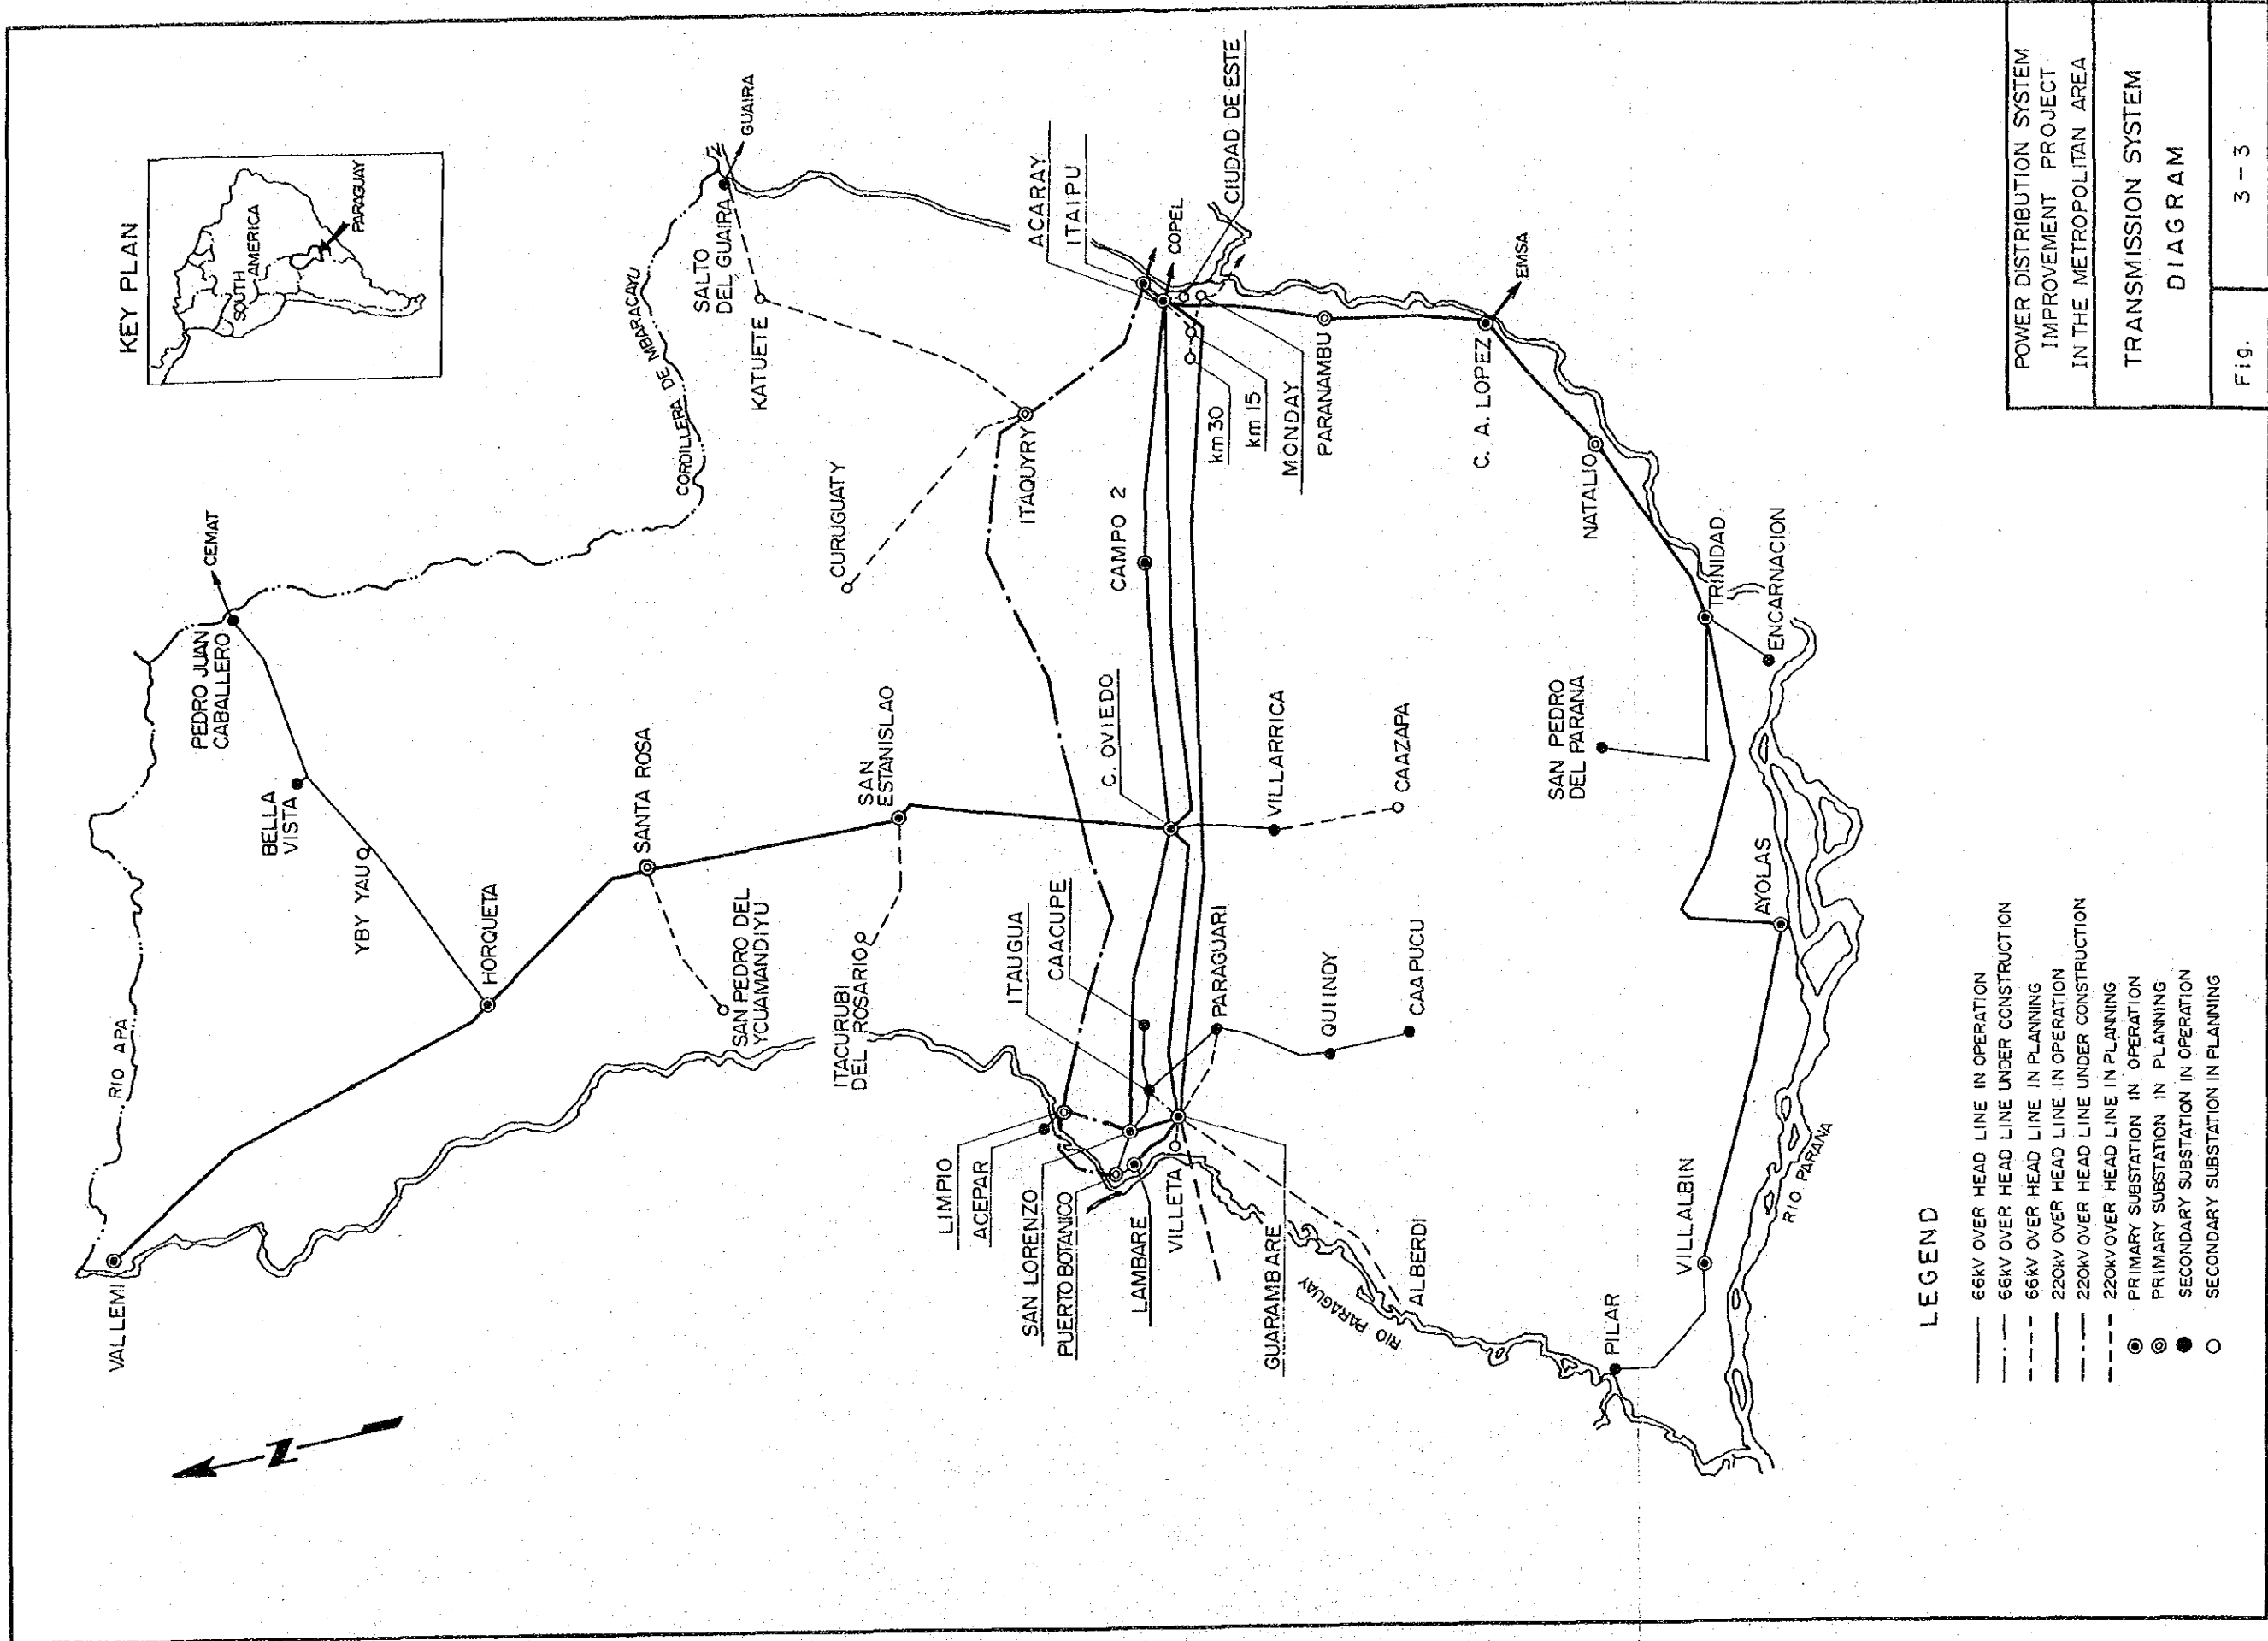 KEY PLAN
SOUTH
AMERICA
PARAGUAY
VALLEMI
RIO APA
BELLA
VISTA
PEDRO JUAN
CABALLERO
CEMAT
YBY YAU
HORQUETA
SANTA ROSA
SAN PEDRO DEL
YCUAMANDIYU
SAN
ESTANISLAO
ITACURUBI
DEL ROSARIO
CORDILLERA DE MBARACAYU
SALTO
DEL GUAIRA
GUAIRA
KATUETE
CURUGUATY
ITAQUYRY
ACARAY
ITAIPU
COPEL
CIUDAD DE ESTE
CAMPO 2
km 30
km 15
MONDAY
PARANAMBU
C. A. LOPEZ
EMSA
NATALIO
TRINIDAD
ENCARNACION
SAN PEDRO
DEL PARANA
C. OVIEDO
VILLARRICA
CAAZAPA
ITAUGUA
CAACUPE
PARAGUARI
QUINDY
CAAPUCU
LIMPIO
ACEPAR
SAN LORENZO
PUERTO BOTANICO
LAMBARE
VILLETA
GUARAMBARE
ALBERDI
RIO PARAGUAY
PILAR
VILLALBIN
AYOLAS
RIO PARANA
LEGEND
66kV OVER HEAD LINE IN OPERATION
66kV OVER HEAD LINE UNDER CONSTRUCTION
66kV OVER HEAD LINE IN PLANNING
220kV OVER HEAD LINE IN OPERATION
220kV OVER HEAD LINE UNDER CONSTRUCTION
220kV OVER HEAD LINE IN PLANNING
PRIMARY SUBSTATION IN OPERATION
PRIMARY SUBSTATION IN PLANNING
SECONDARY SUBSTATION IN OPERATION
SECONDARY SUBSTATION IN PLANNING
N
POWER DISTRIBUTION SYSTEM
IMPROVEMENT PROJECT
IN THE METROPOLITAN AREA
TRANSMISSION SYSTEM
DIAGRAM
Fig. 3-3